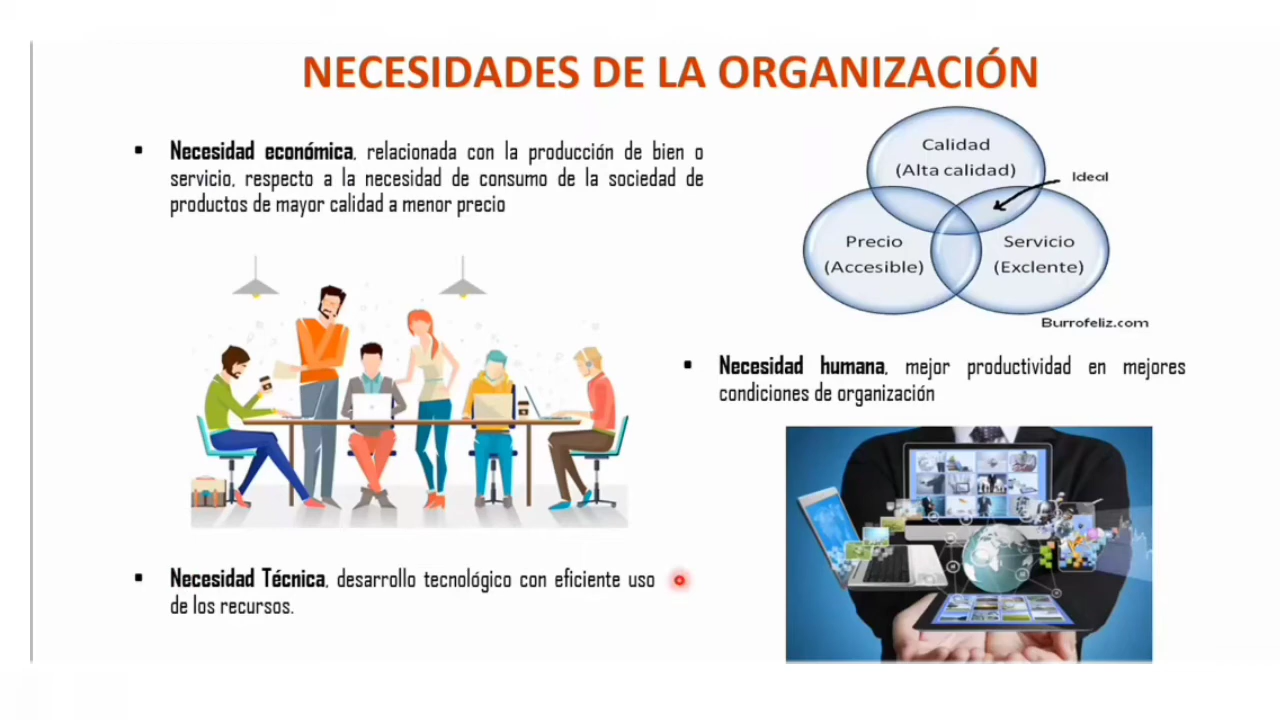 NECESIDADES DE LA ORGANIZACIÓN
▪ Necesidad económica, relacionada con la producción de bien o
servicio, respecto a la necesidad de consumo de la sociedad de
productos de mayor calidad a menor precio
Calidad
(Alta calidad)
Ideal
Precio
(Accesible)
Servicio
(Exclente)
Burrofeliz.com
▪ Necesidad humana, mejor productividad en mejores
condiciones de organización
▪ Necesidad Técnica, desarrollo tecnológico con eficiente uso
de los recursos.